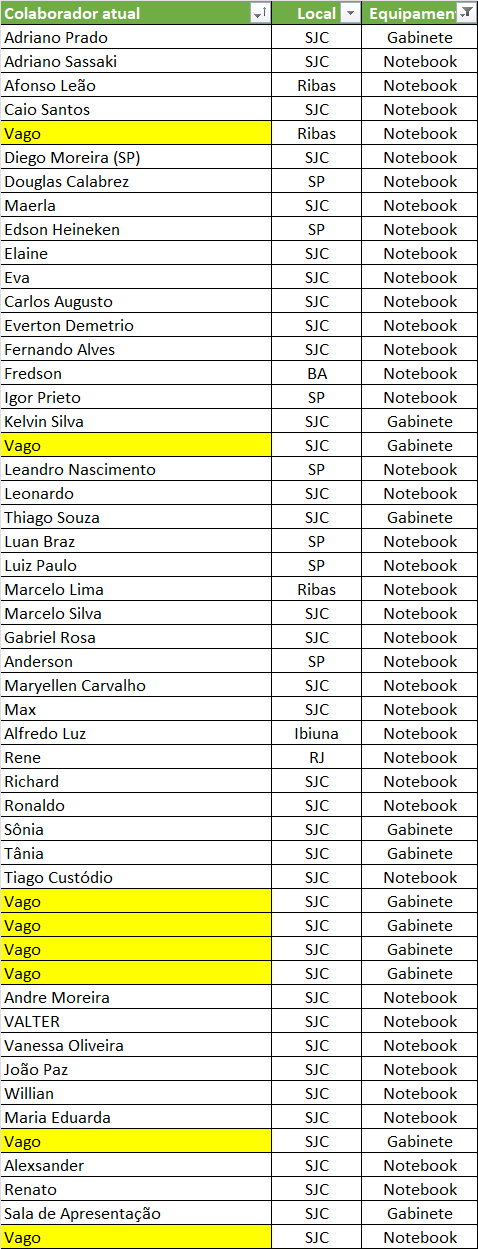 Colaborador atual Local Equipamen
Adriano Prado SJC Gabinete
Adriano Sassaki SJC Notebook
Afonso Leão Ribas Notebook
Caio Santos SJC Notebook
Vago Ribas Notebook
Diego Moreira (SP) SJC Notebook
Douglas Calabrez SP Notebook
Maerla SJC Notebook
Edson Heineken SP Notebook
Elaine SJC Notebook
Eva SJC Notebook
Carlos Augusto SJC Notebook
Everton Demetrio SJC Notebook
Fernando Alves SJC Notebook
Fredson BA Notebook
Igor Prieto SP Notebook
Kelvin Silva SJC Gabinete
Vago SJC Gabinete
Leandro Nascimento SP Notebook
Leonardo SJC Notebook
Thiago Souza SJC Gabinete
Luan Braz SP Notebook
Luiz Paulo SP Notebook
Marcelo Lima Ribas Notebook
Marcelo Silva SJC Notebook
Gabriel Rosa SJC Notebook
Anderson SP Notebook
Maryellen Carvalho SJC Notebook
Max SJC Notebook
Alfredo Luz Ibiuna Notebook
Rene RJ Notebook
Richard SJC Notebook
Ronaldo SJC Notebook
Sônia SJC Gabinete
Tânia SJC Gabinete
Tiago Custódio SJC Notebook
Vago SJC Gabinete
Vago SJC Gabinete
Vago SJC Gabinete
Vago SJC Gabinete
Andre Moreira SJC Notebook
VALTER SJC Notebook
Vanessa Oliveira SJC Notebook
João Paz SJC Notebook
Willian SJC Notebook
Maria Eduarda SJC Notebook
Vago SJC Gabinete
Alexsander SJC Notebook
Renato SJC Notebook
Sala de Apresentação SJC Gabinete
Vago SJC Notebook